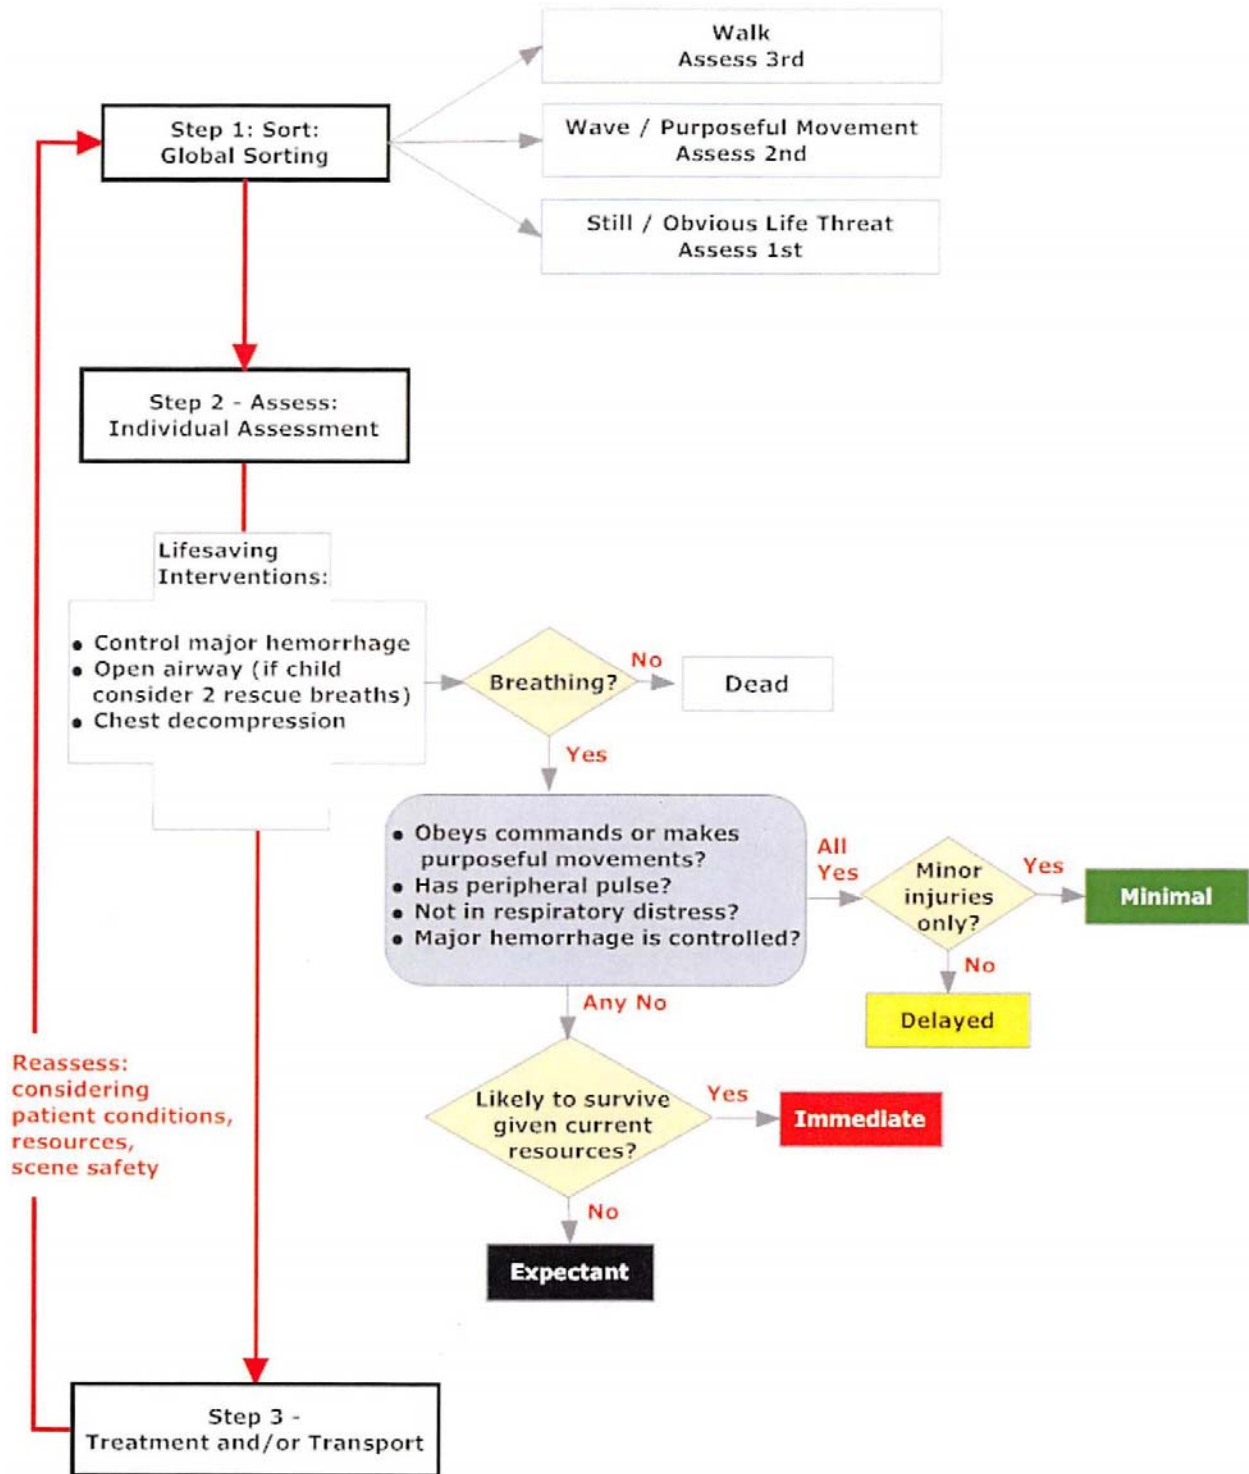 Walk
Assess 3rd
Step 1: Sort:
Global Sorting
Wave / Purposeful Movement
Assess 2nd
Still / Obvious Life Threat
Assess 1st
Step 2 - Assess:
Individual Assessment
Lifesaving
Interventions:
● Control major hemorrhage
● Open airway (if child
consider 2 rescue breaths)
● Chest decompression
Breathing?
No
Dead
Yes
● Obeys commands or makes
purposeful movements?
● Has peripheral pulse?
● Not in respiratory distress?
● Major hemorrhage is controlled?
All
Yes
Minor
injuries
only?
Yes
Minimal
No
Delayed
Any No
Likely to survive
given current
resources?
Yes
Immediate
No
Expectant
Reassess:
considering
patient conditions,
resources,
scene safety
Step 3 -
Treatment and/or Transport